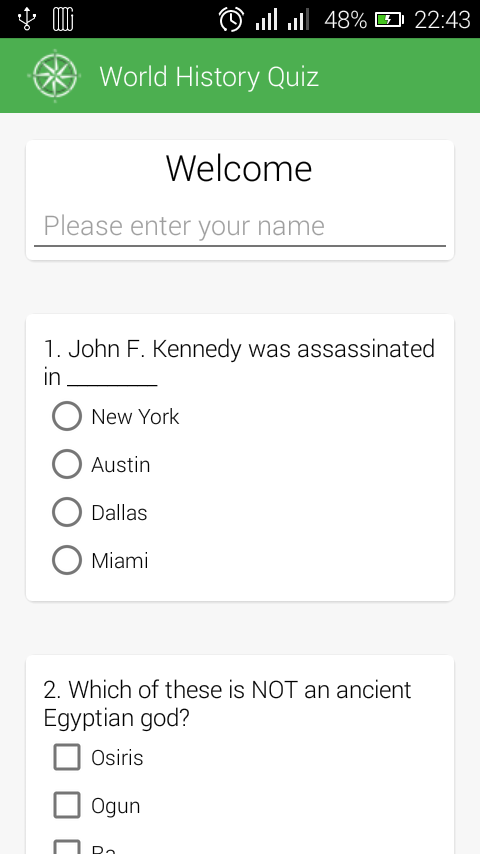 48% 22:43
World History Quiz
Welcome
Please enter your name
1. John F. Kennedy was assassinated
in ________
New York
Austin
Dallas
Miami
2. Which of these is NOT an ancient
Egyptian god?
Osiris
Ogun